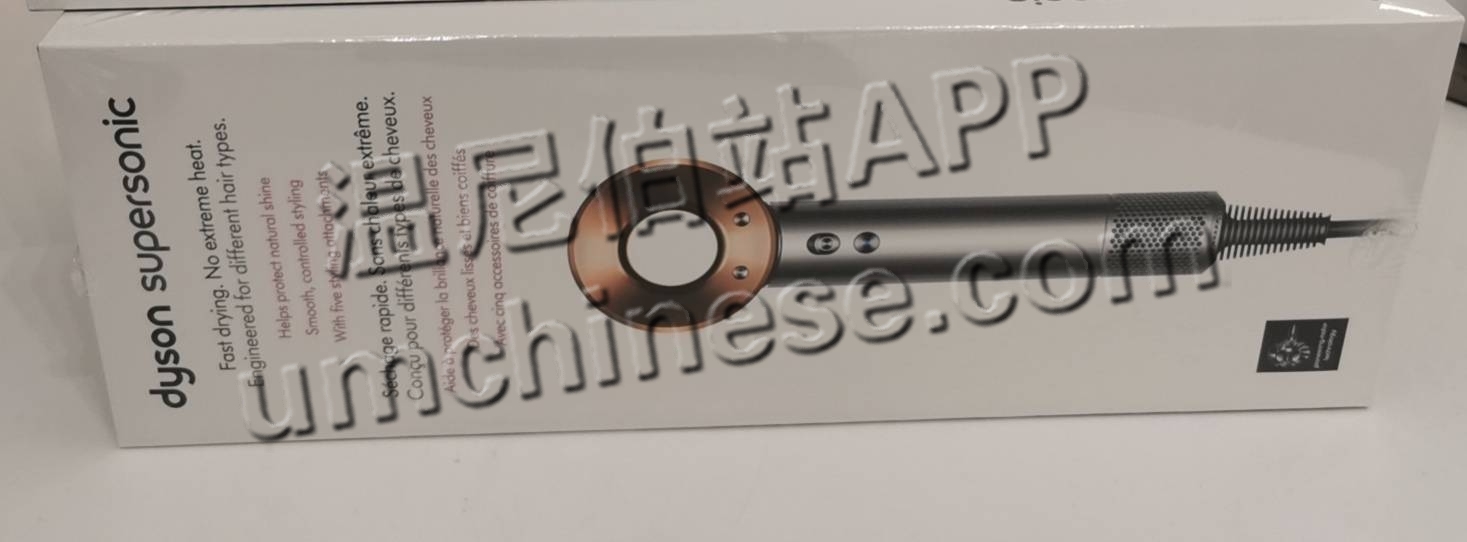 dyson supersonic
Fast drying. No extreme heat.
Engineered for different hair types.
Helps protect natural shine
Smooth, controlled styling
With five styling attachments
Séchage rapide. Sans chaleur extrême.
Conçu pour différents types de cheveux.
Aide à protéger la brillance naturelle des cheveux
Des cheveux lissés et biens coiffés
Avec cinq accessoires de coiffure
温尼伯站APP
umchinese.com